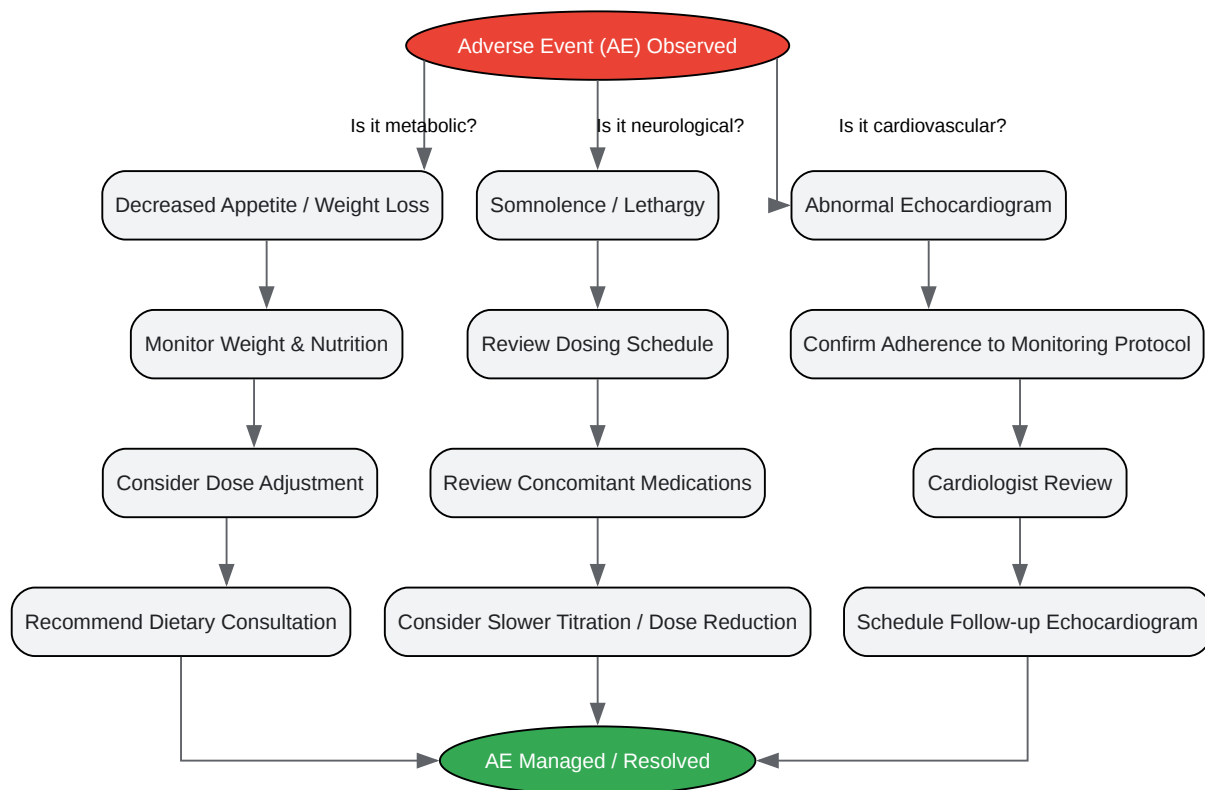 Adverse Event (AE) Observed
Is it metabolic?
Is it neurological?
Is it cardiovascular?
Decreased Appetite / Weight Loss
Somnolence / Lethargy
Abnormal Echocardiogram
Monitor Weight & Nutrition
Review Dosing Schedule
Confirm Adherence to Monitoring Protocol
Consider Dose Adjustment
Review Concomitant Medications
Cardiologist Review
Recommend Dietary Consultation
Consider Slower Titration / Dose Reduction
Schedule Follow-up Echocardiogram
AE Managed / Resolved